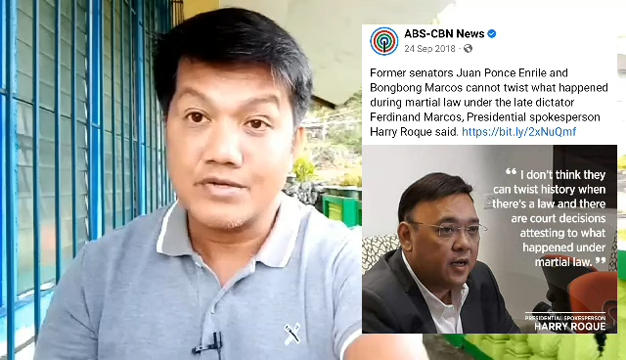 ABS-CBN News
24 Sep 2018 ·
Former senators Juan Ponce Enrile and
Bongbong Marcos cannot twist what happened
during martial law under the late dictator
Ferdinand Marcos, Presidential spokesperson
Harry Roque said. https://bit.ly/2xNuQmf
“ I don't think they
can twist history when
there's a law and there
are court decisions
attesting to what
happened under
martial law. ”
PRESIDENTIAL SPOKESPERSON
HARRY ROQUE